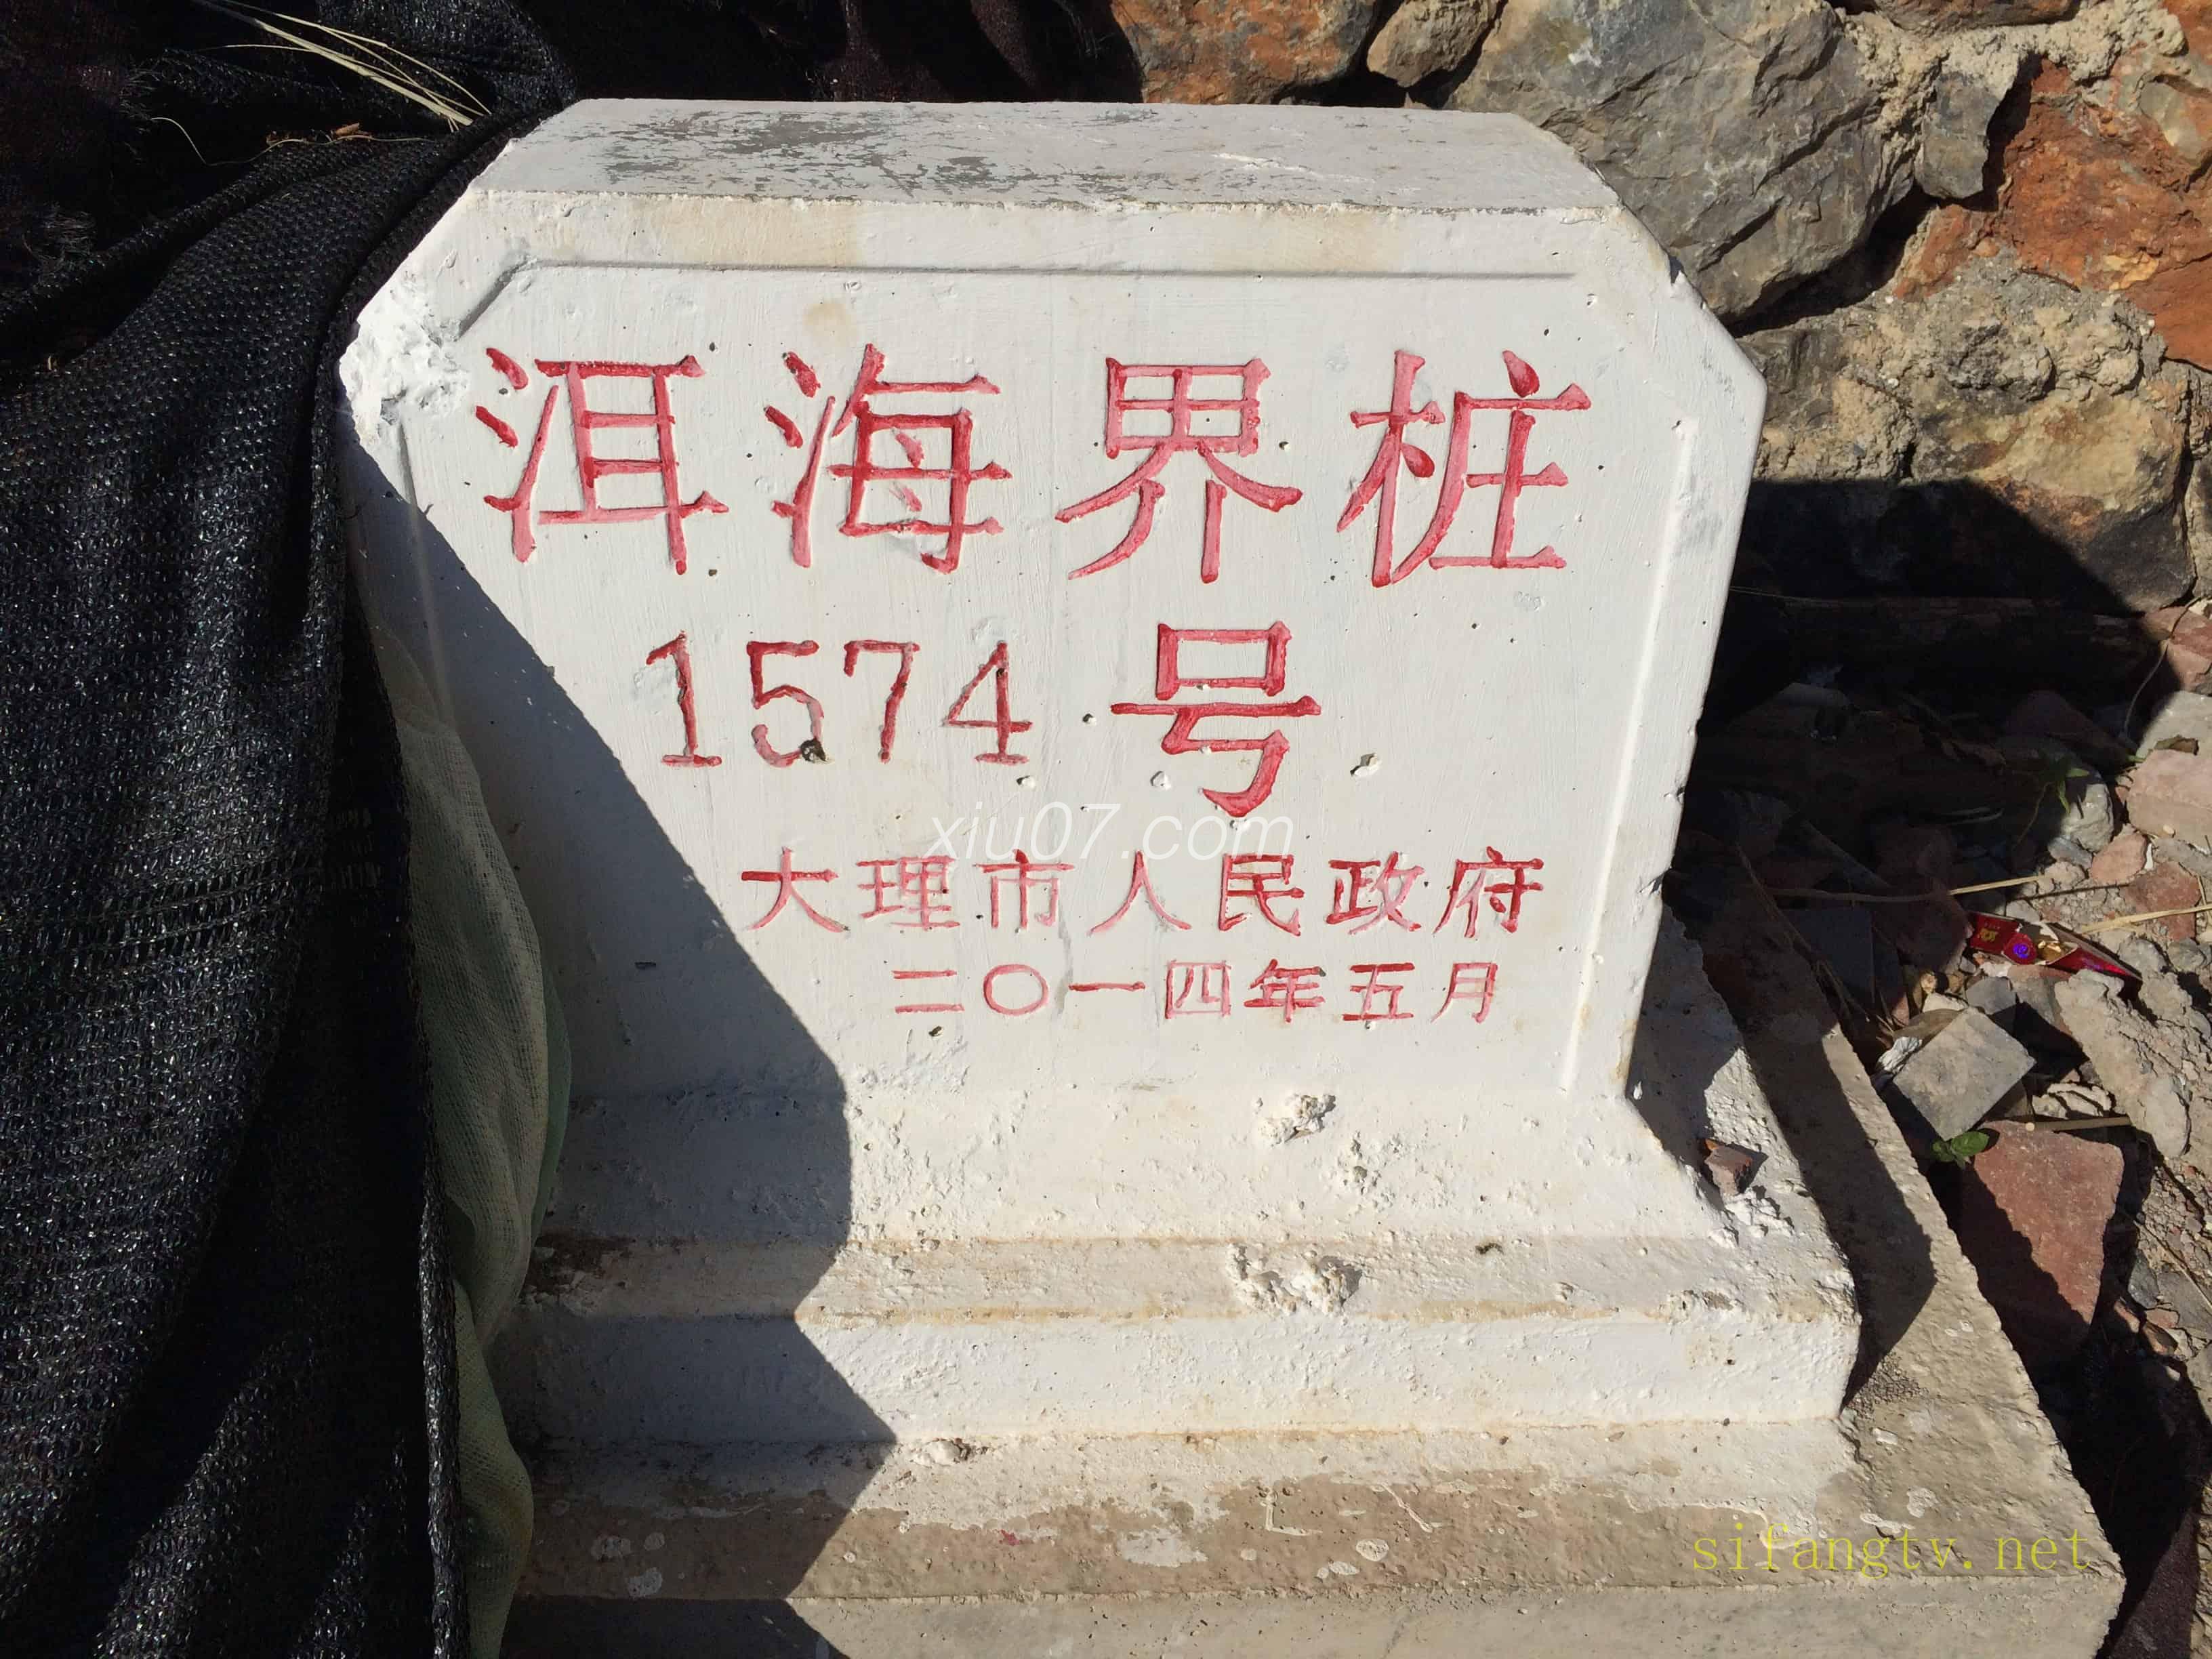 洱海界桩
1574号
xiu07.com
大理市人民政府
二〇一四年五月
sifangtv.net